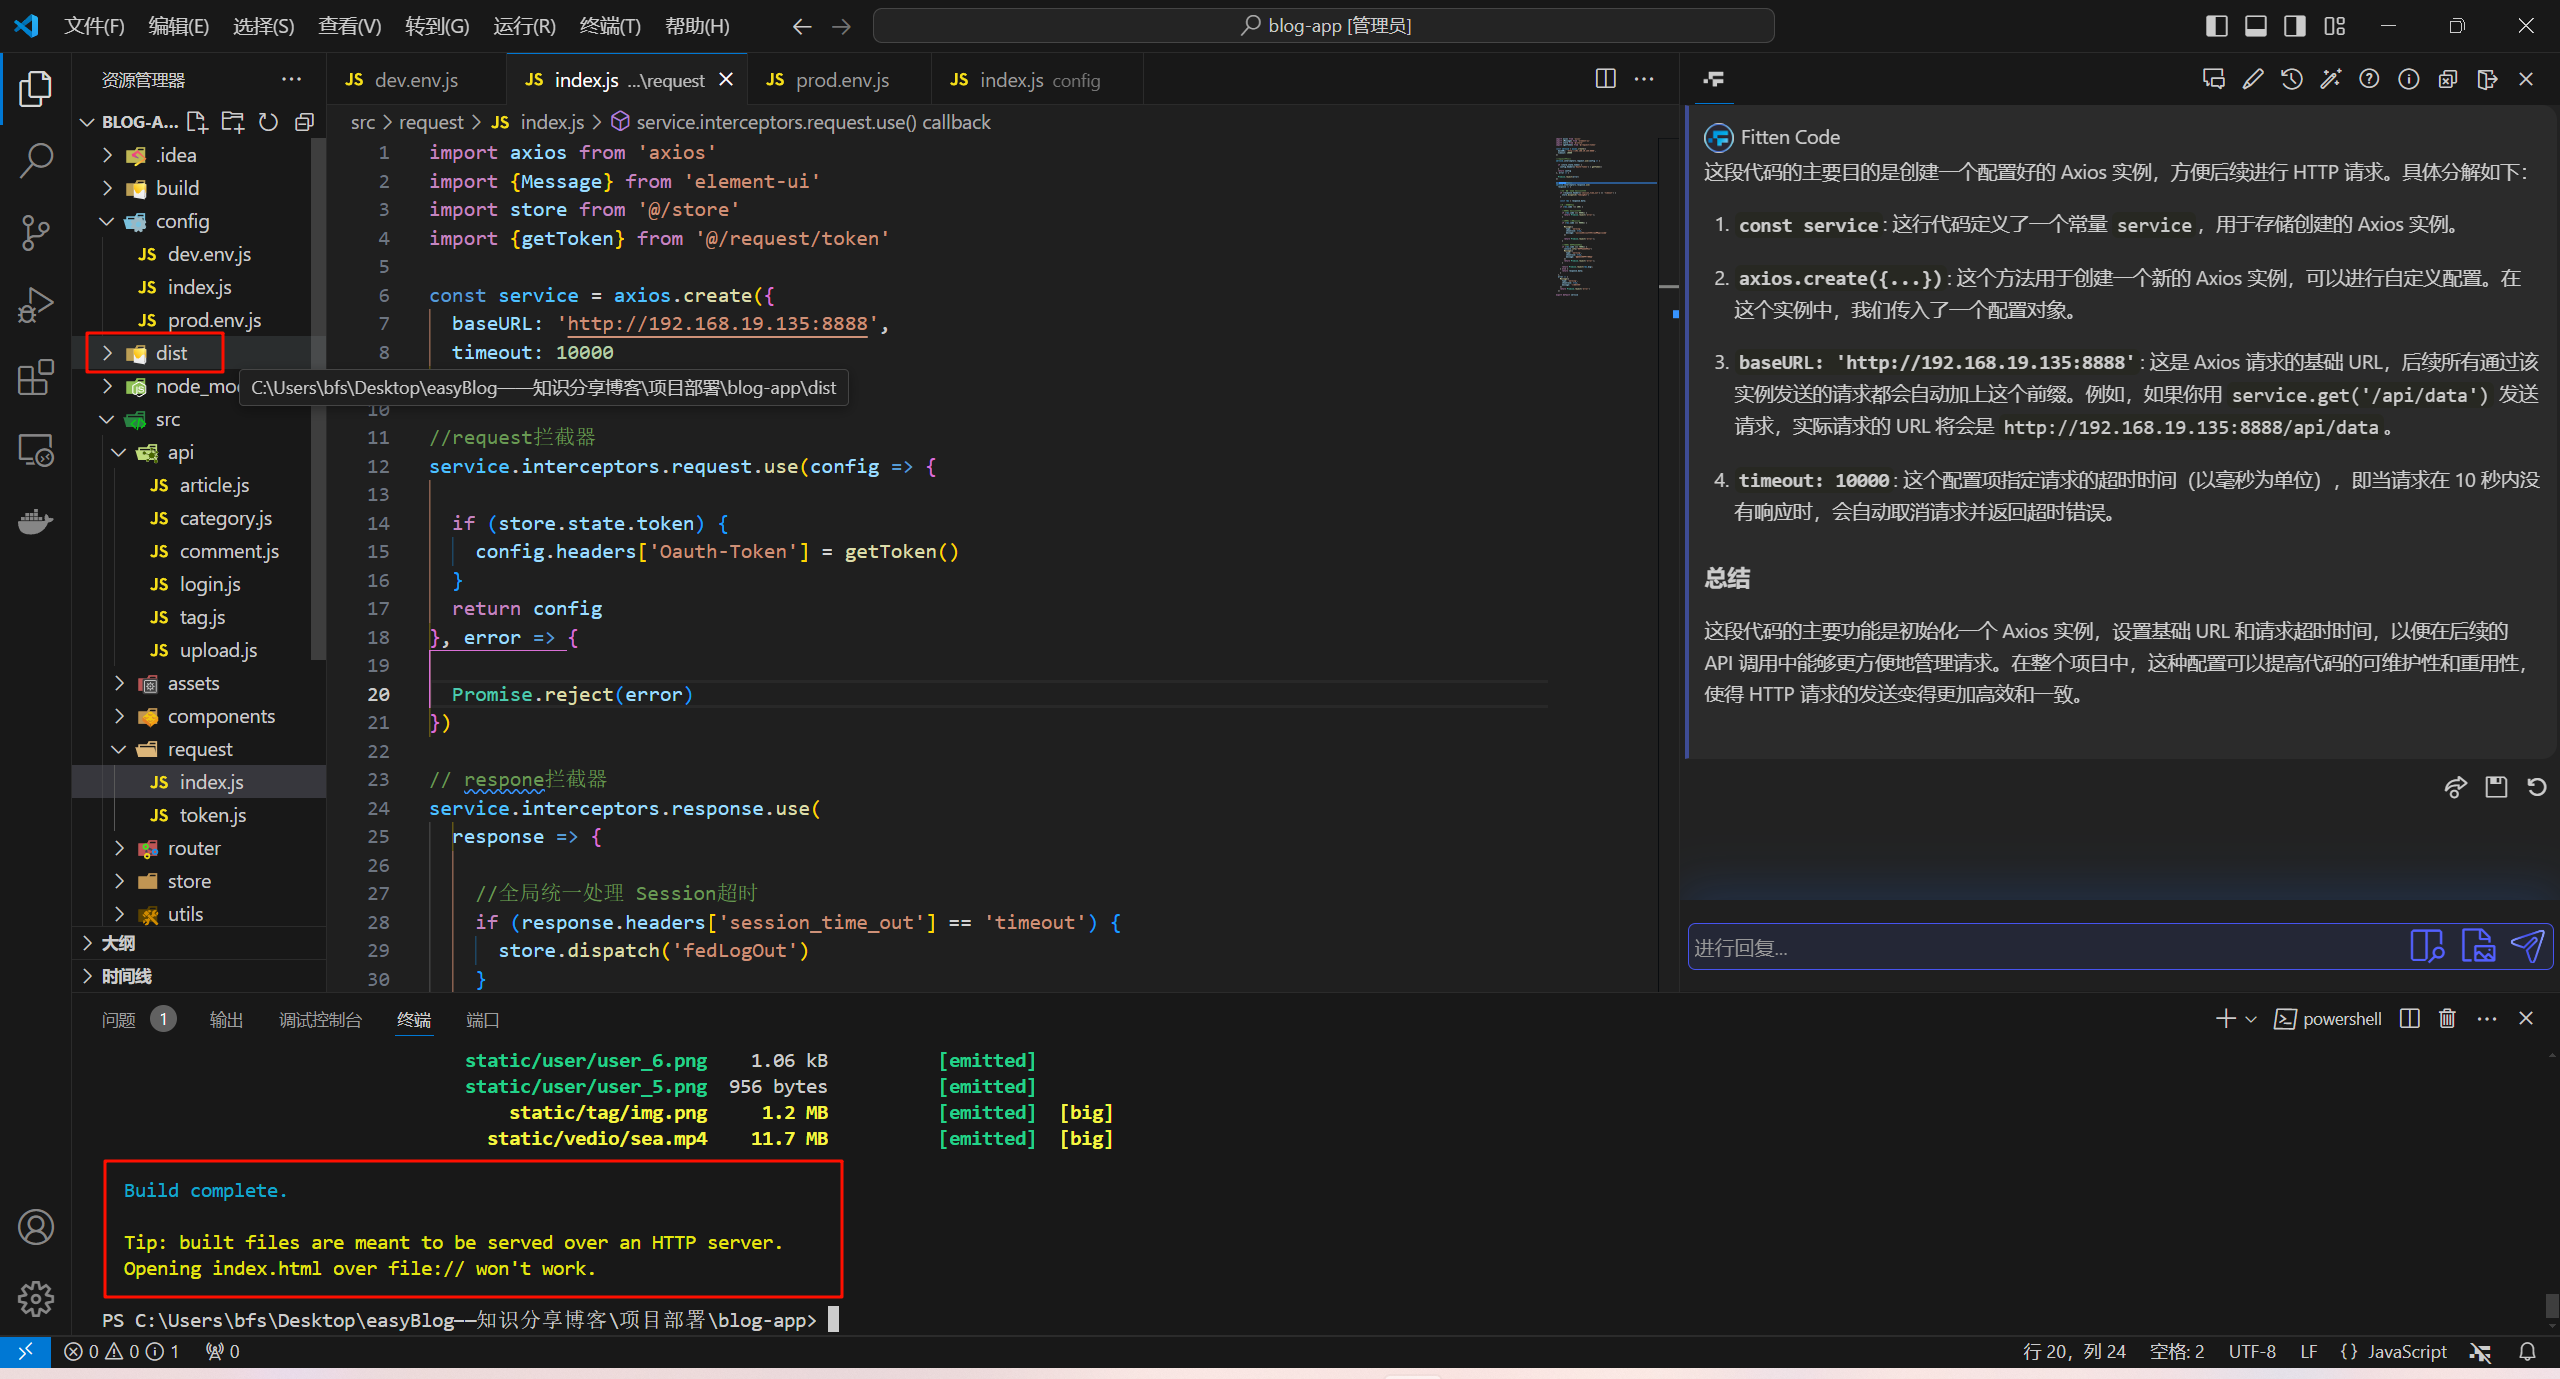 文件(F) 编辑(E) 选择(S) 查看(V) 转到(G) 运行(R) 终端(T) 帮助(H)
blog-app [管理员]
资源管理器
BLOG-A...
.idea
build
config
JS dev.env.js
JS index.js
JS prod.env.js
dist
node_mo
C:\Users\bfs\Desktop\easyBlog——知识分享博客\项目部署\blog-app\dist
src
api
JS article.js
JS category.js
JS comment.js
JS login.js
JS tag.js
JS upload.js
assets
components
request
JS index.js
JS token.js
router
store
utils
大纲
时间线
JS dev.env.js
JS index.js ...\request
JS prod.env.js
JS index.js config
src > request > JS index.js > service.interceptors.request.use() callback
1 import axios from 'axios'
2 import {Message} from 'element-ui'
3 import store from '@/store'
4 import {getToken} from '@/request/token'
5
6 const service = axios.create({
7 baseURL: 'http://192.168.19.135:8888',
8 timeout: 10000
10
11 //request拦截器
12 service.interceptors.request.use(config => {
13
14 if (store.state.token) {
15 config.headers['Oauth-Token'] = getToken()
16 }
17 return config
18 }, error => {
19
20 Promise.reject(error)
21 })
22
23 // respone拦截器
24 service.interceptors.response.use(
25 response => {
26
27 //全局统一处理 Session超时
28 if (response.headers['session_time_out'] == 'timeout') {
29 store.dispatch('fedLogOut')
30 }
Fitten Code
这段代码的主要目的是创建一个配置好的 Axios 实例，方便后续进行 HTTP 请求。具体分解如下：
1. const service：这行代码定义了一个常量 service ，用于存储创建的 Axios 实例。
2. axios.create({...})：这个方法用于创建一个新的 Axios 实例，可以进行自定义配置。在
这个实例中，我们传入了一个配置对象。
3. baseURL: 'http://192.168.19.135:8888'：这是 Axios 请求的基础 URL，后续所有通过该
实例发送的请求都会自动加上这个前缀。例如，如果你用 service.get('/api/data') 发送
请求，实际请求的 URL 将会是 http://192.168.19.135:8888/api/data 。
4. timeout: 10000：这个配置项指定请求的超时时间（以毫秒为单位），即当请求在 10 秒内没
有响应时，会自动取消请求并返回超时错误。
总结
这段代码的主要功能是初始化一个 Axios 实例，设置基础 URL 和请求超时时间，以便在后续的
API 调用中能够更方便地管理请求。在整个项目中，这种配置可以提高代码的可维护性和重用性，
使得 HTTP 请求的发送变得更加高效和一致。
进行回复...
问题 1 输出 调试控制台 终端 端口
powershell
static/user/user_6.png 1.06 kB [emitted]
static/user/user_5.png 956 bytes [emitted]
static/tag/img.png 1.2 MB [emitted] [big]
static/vedio/sea.mp4 11.7 MB [emitted] [big]
Build complete.
Tip: built files are meant to be served over an HTTP server.
Opening index.html over file:// won't work.
PS C:\Users\bfs\Desktop\easyBlog——知识分享博客\项目部署\blog-app>
0 0 1 0
行 20，列 24 空格: 2 UTF-8 LF {} JavaScript